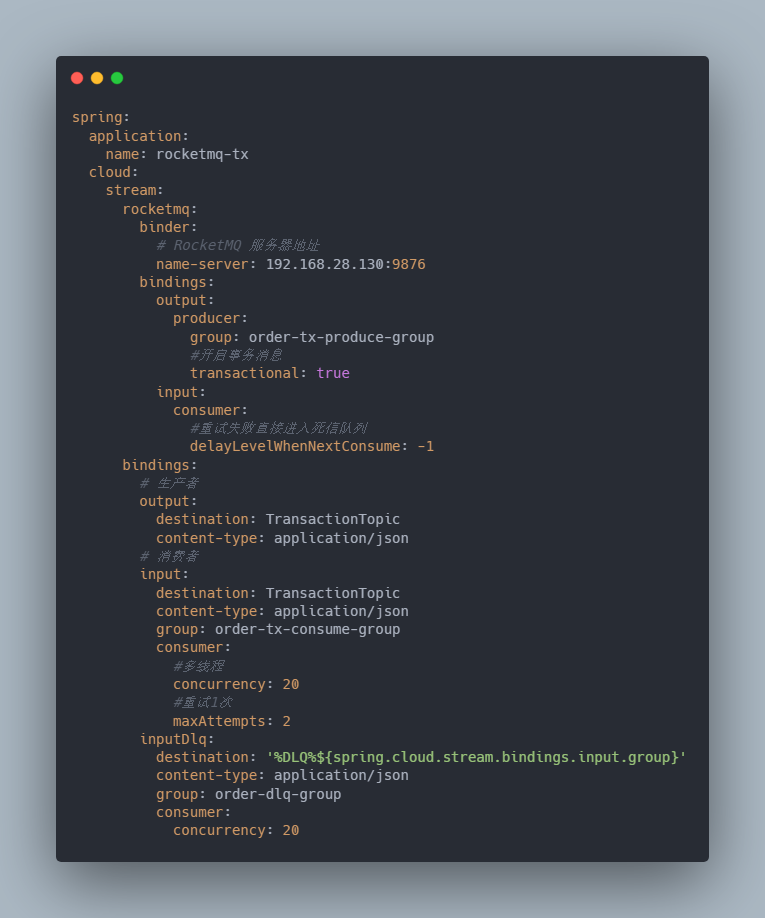 spring:
  application:
    name: rocketmq-tx
  cloud:
    stream:
      rocketmq:
        binder:
          # RocketMQ 服务器地址
          name-server: 192.168.28.130:9876
        bindings:
          output:
            producer:
              group: order-tx-produce-group
              #开启事务消息
              transactional: true
          input:
            consumer:
              #重试失败直接进入死信队列
              delayLevelWhenNextConsume: -1
      bindings:
        # 生产者
        output:
          destination: TransactionTopic
          content-type: application/json
        # 消费者
        input:
          destination: TransactionTopic
          content-type: application/json
          group: order-tx-consume-group
          consumer:
            #多线程
            concurrency: 20
            #重试1次
            maxAttempts: 2
        inputDlq:
          destination: '%DLQ%${spring.cloud.stream.bindings.input.group}'
          content-type: application/json
          group: order-dlq-group
          consumer:
            concurrency: 20